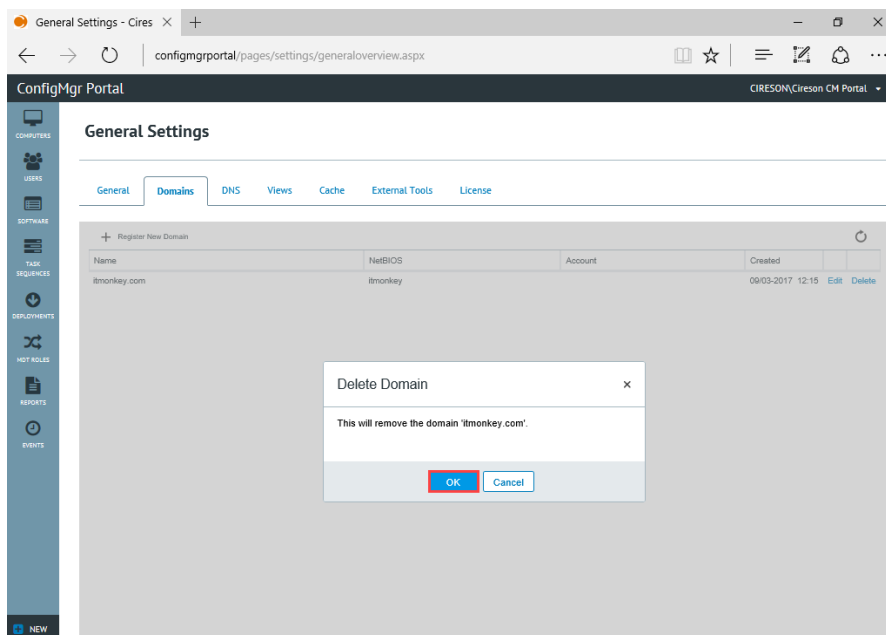 General Settings - Cires
configmgrportal/pages/settings/generaloverview.aspx
ConfigMgr Portal
CIRESON\Cireson CM Portal
COMPUTERS
USERS
SOFTWARE
TASK
SEQUENCES
DEPLOYMENTS
MDT ROLES
REPORTS
EVENTS
NEW
General Settings
General Domains DNS Views Cache External Tools License
Register New Domain
Name NetBIOS Account Created
itmonkey.com itmonkey 09/03-2017 12:15 Edit Delete
Delete Domain
This will remove the domain 'itmonkey.com'.
OK Cancel